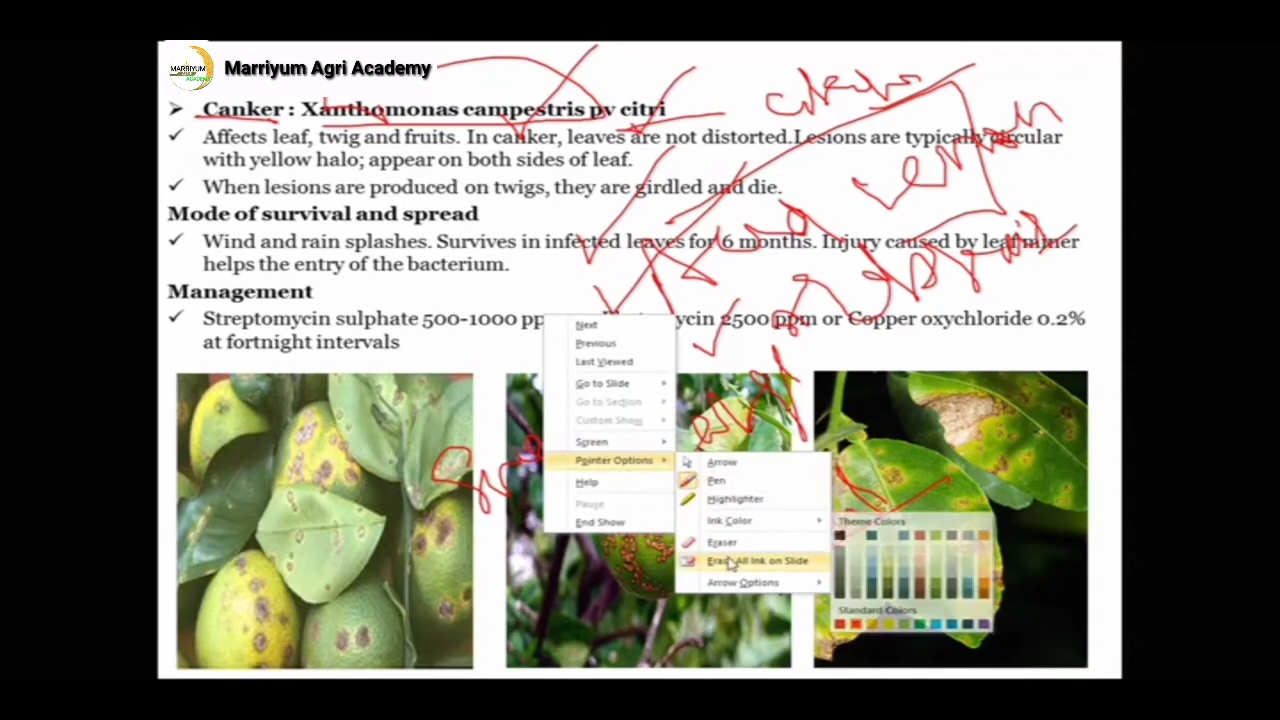 MARRIYUM
ACADEMY
Marriyum Agri Academy
➤ Canker : Xanthomonas campestris pv citri
✓ Affects leaf, twig and fruits. In canker, leaves are not distorted.Lesions are typically circular
with yellow halo; appear on both sides of leaf.
✓ When lesions are produced on twigs, they are girdled and die.
Mode of survival and spread
✓ Wind and rain splashes. Survives in infected leaves for 6 months. Injury caused by leaf miner
helps the entry of the bacterium.
Management
✓ Streptomycin sulphate 500-1000 pp 2500 ppm or Copper oxychloride 0.2%
at fortnight intervals
Next
Previous
Last Viewed
Go to Slide
Go to Section
Custom Show
Screen
Pointer Options
Help
Pause
End Show
Arrow
Pen
Highlighter
Ink Color
Eraser
Erase All Ink on Slide
Arrow Options
Theme Colors
Standard Colors